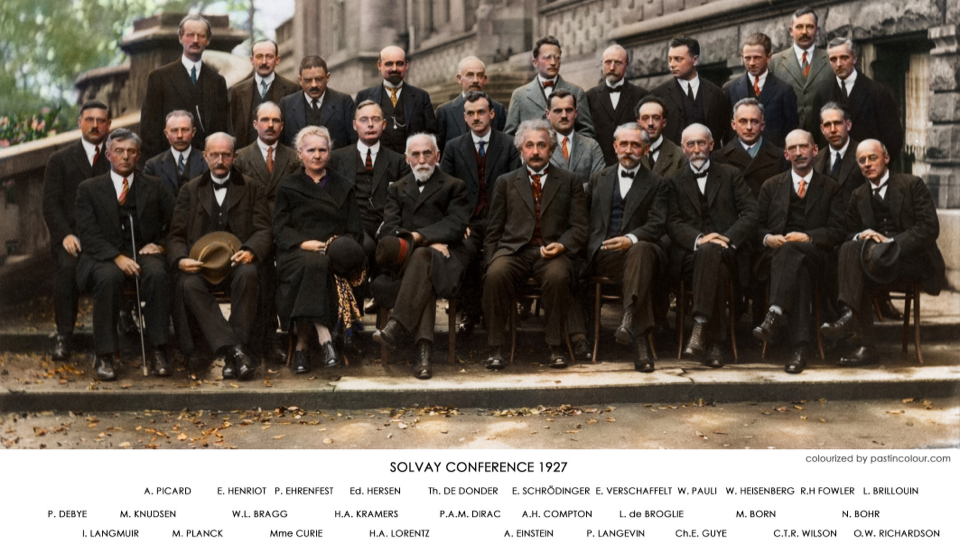 colourized by pastincolour.com
SOLVAY CONFERENCE 1927
A. PICARD E. HENRIOT P. EHRENFEST Ed. HERSEN Th. DE DONDER E. SCHRÖDINGER E. VERSCHAFFELT W. PAULI W. HEISENBERG R.H FOWLER L. BRILLOUIN
P. DEBYE M. KNUDSEN W.L. BRAGG H.A. KRAMERS P.A.M. DIRAC A.H. COMPTON L. de BROGLIE M. BORN N. BOHR
I. LANGMUIR M. PLANCK Mme CURIE H.A. LORENTZ A. EINSTEIN P. LANGEVIN Ch.E. GUYE C.T.R. WILSON O.W. RICHARDSON